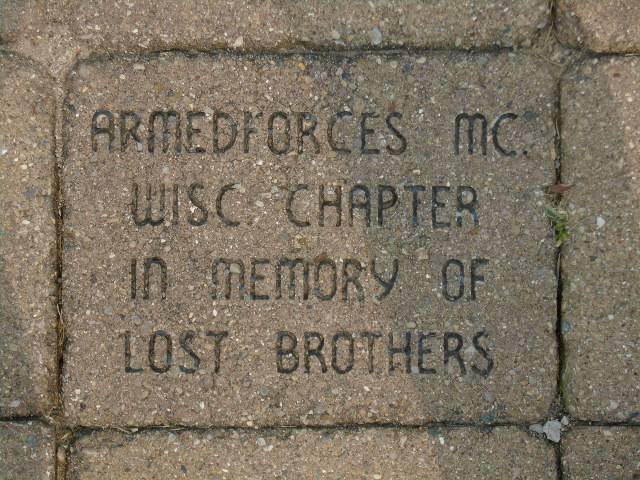 ARMEDFORCES MC.
WISC. CHAPTER
IN MEMORY OF
LOST BROTHERS